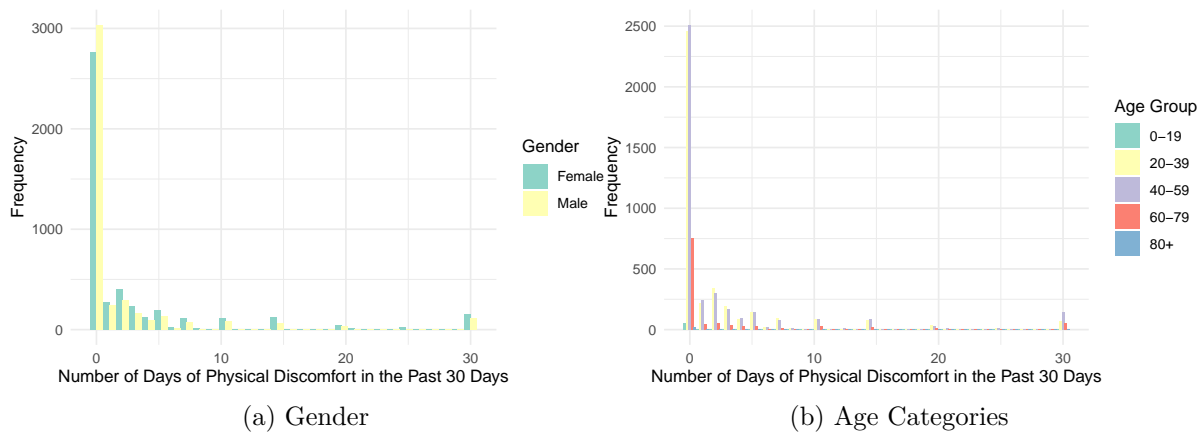 3000
2000
1000
0
Frequency
0
10
20
30
Number of Days of Physical Discomfort in the Past 30 Days
Gender
Female
Male
(a) Gender
2500
2000
1500
1000
500
0
Frequency
0
10
20
30
Number of Days of Physical Discomfort in the Past 30 Days
Age Group
0−19
20−39
40−59
60−79
80+
(b) Age Categories